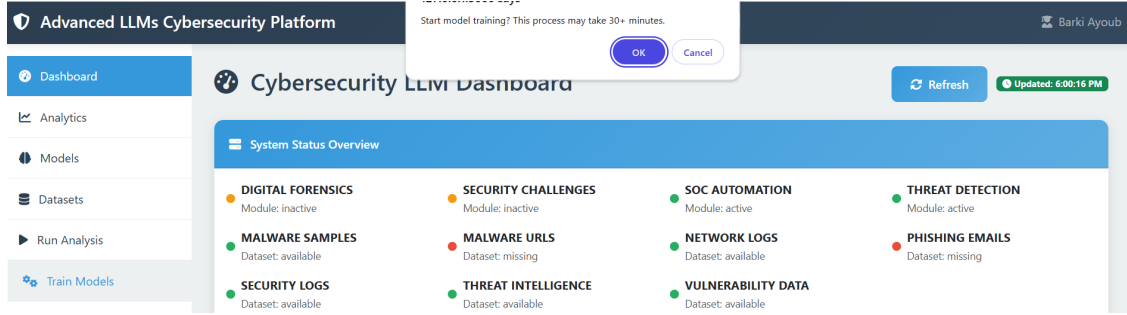 Advanced LLMs Cybersecurity Platform
Start model training? This process may take 30+ minutes.
OK
Cancel
Barki Ayoub
Dashboard
Analytics
Models
Datasets
Run Analysis
Train Models
Cybersecurity LLM Dashboard
Refresh
Updated: 6:00:16 PM
System Status Overview
DIGITAL FORENSICS
Module: inactive
SECURITY CHALLENGES
Module: inactive
SOC AUTOMATION
Module: active
THREAT DETECTION
Module: active
MALWARE SAMPLES
Dataset: available
MALWARE URLS
Dataset: missing
NETWORK LOGS
Dataset: available
PHISHING EMAILS
Dataset: missing
SECURITY LOGS
Dataset: available
THREAT INTELLIGENCE
Dataset: available
VULNERABILITY DATA
Dataset: available